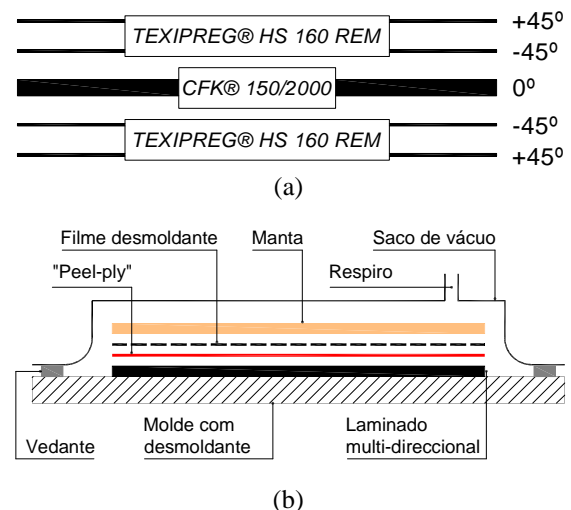 +45º
TEXIPREG® HS 160 REM
-45º
CFK® 150/2000
0º
-45º
TEXIPREG® HS 160 REM
+45º
(a)
Filme desmoldante
Manta
Saco de vácuo
"Peel-ply"
Respiro
Vedante
Molde com
desmoldante
Laminado
multi-direccional
(b)